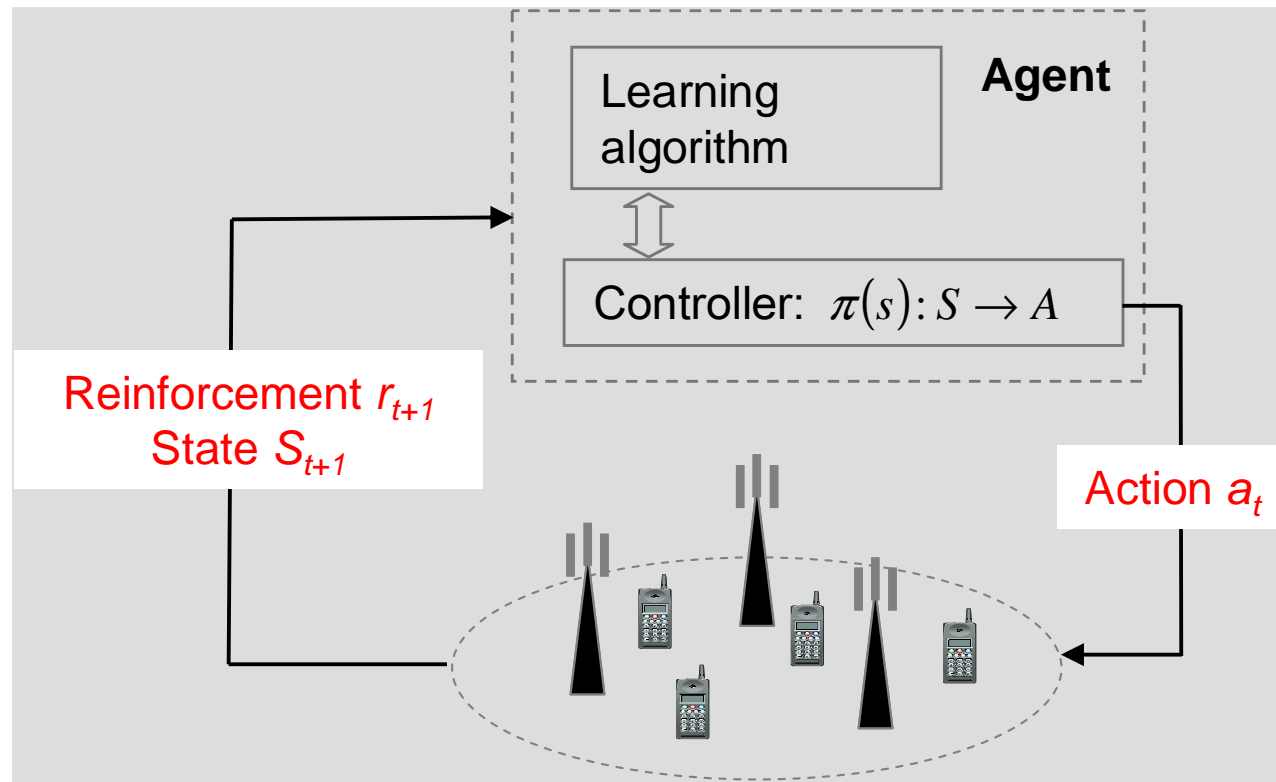 Learning
algorithm
Agent
Controller: π(s): S → A
Reinforcement r_{t+1}
State S_{t+1}
Action a_t